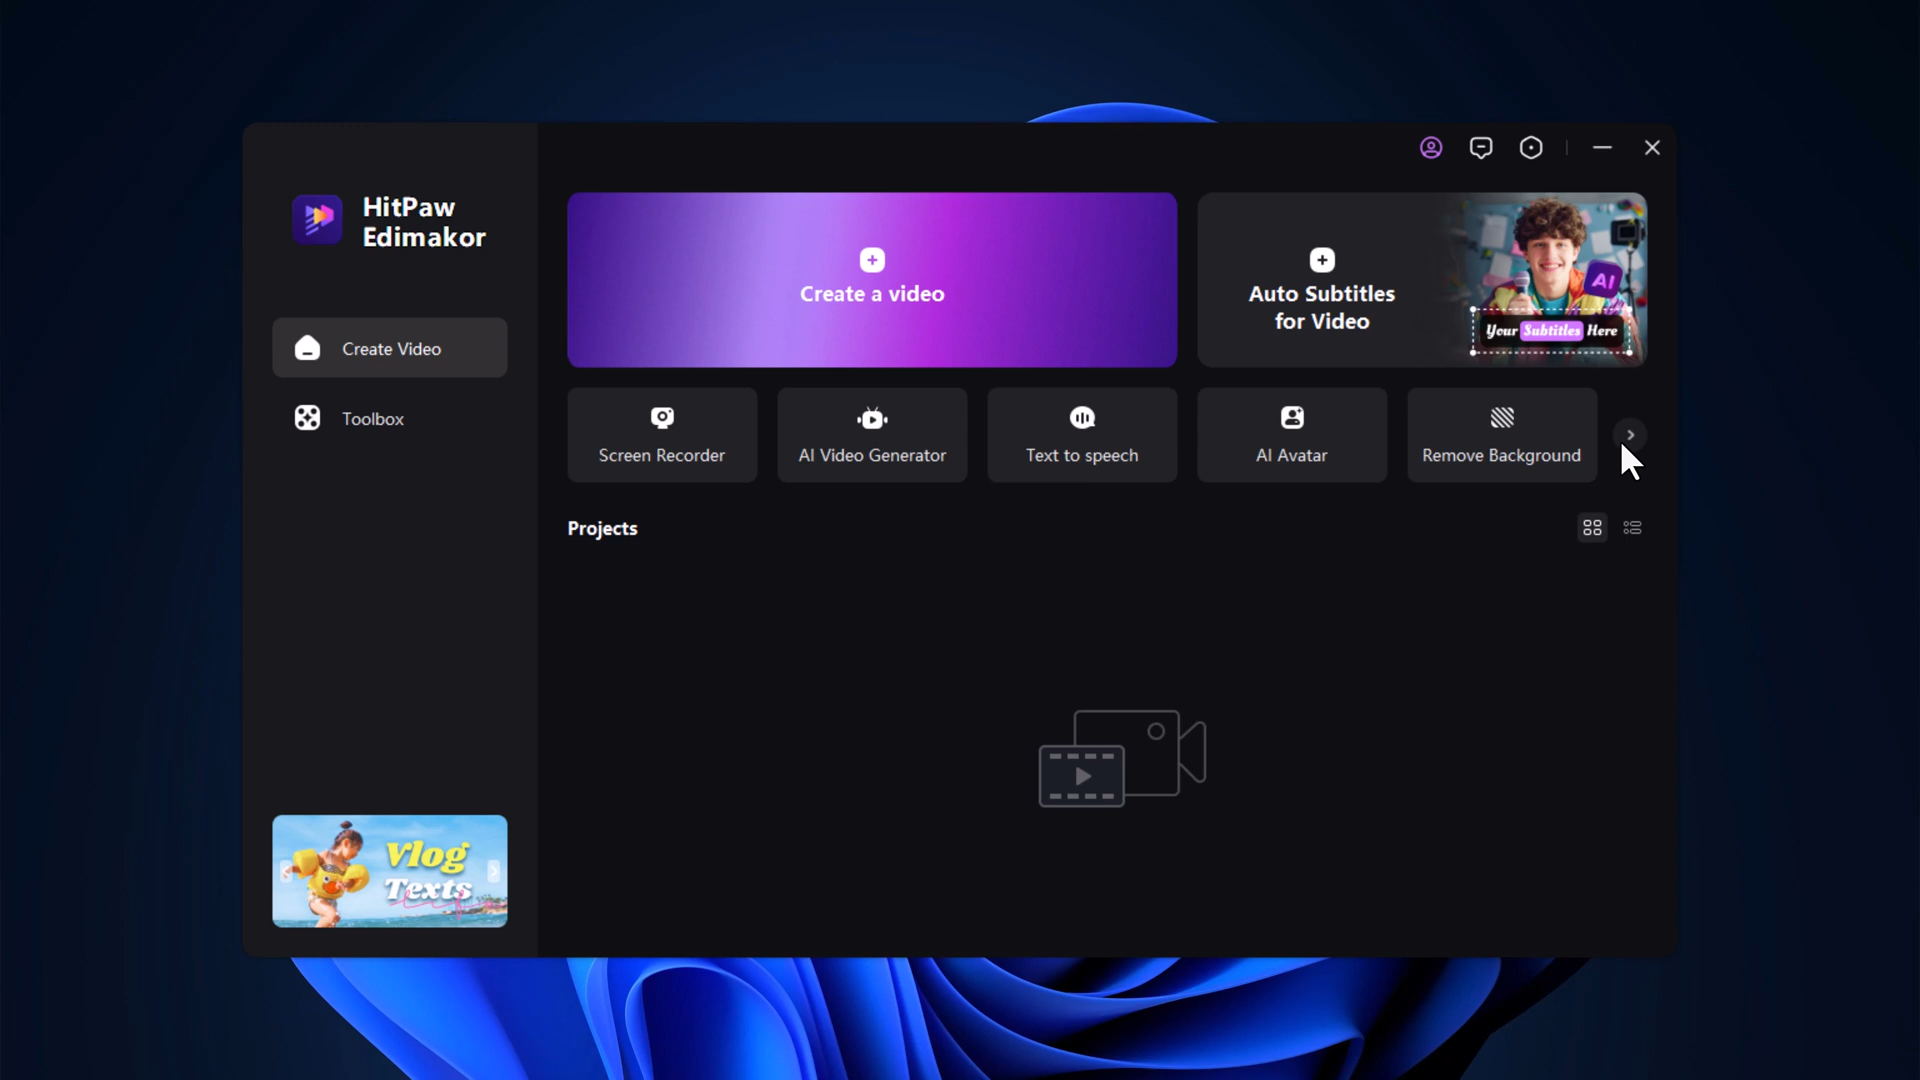 HitPaw
Edimakor
Create Video
Toolbox
Vlog
Texts
Create a video
Auto Subtitles
for Video
AI
Your Subtitles Here
Screen Recorder
AI Video Generator
Text to speech
AI Avatar
Remove Background
Projects